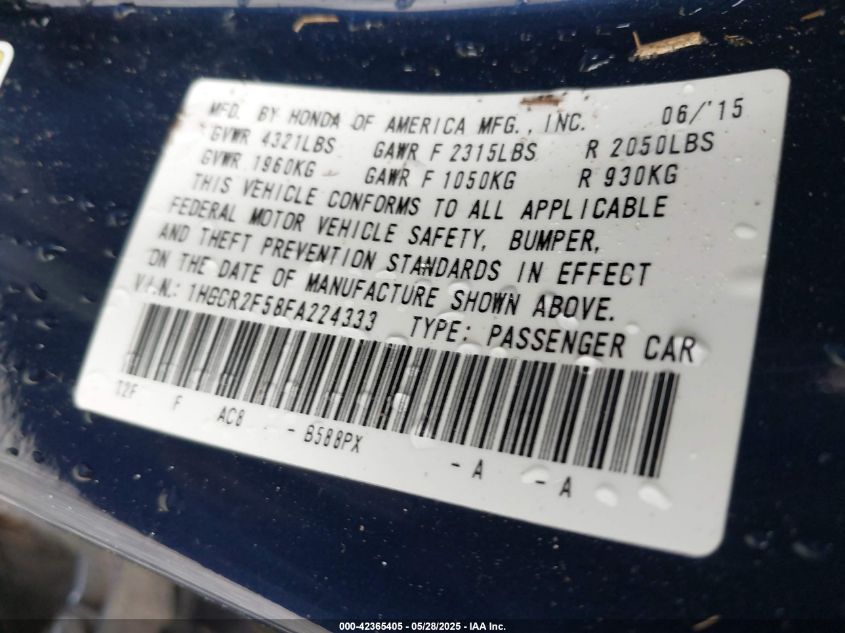 MFD. BY HONDA OF AMERICA MFG., INC. 06/'15
GVWR 4321LBS GAWR F 2315LBS R 2050LBS
GVWR 1960KG GAWR F 1050KG R 930KG
THIS VEHICLE CONFORMS TO ALL APPLICABLE
FEDERAL MOTOR VEHICLE SAFETY, BUMPER,
AND THEFT PREVENTION STANDARDS IN EFFECT
ON THE DATE OF MANUFACTURE SHOWN ABOVE.
V.I.N.: 1HGCR2F58FA224333 TYPE: PASSENGER CAR
T2F F AC8 - B588PX - A - A
000-42365405 - 05/28/2025 - IAA Inc.